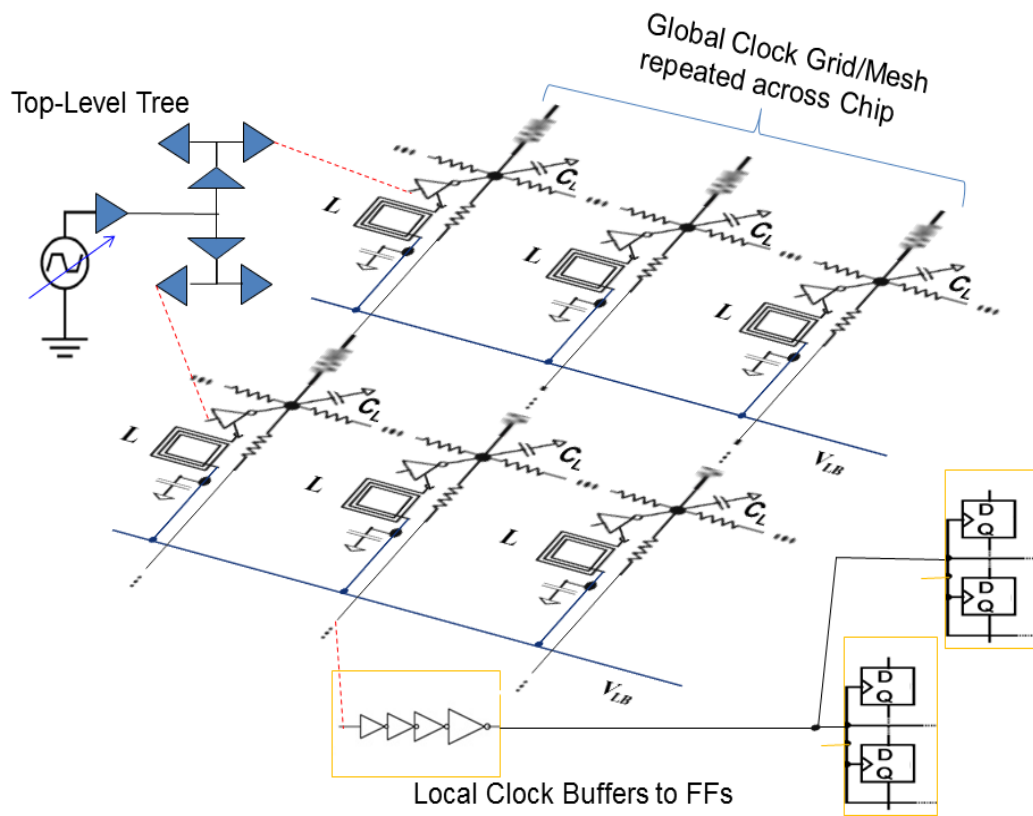 Global Clock Grid/Mesh
repeated across Chip
Top-Level Tree
C_L
L
C_L
L
C_L
L
C_L
L
V_LB
C_L
L
C_L
L
V_LB
D
Q
D
Q
D
Q
D
Q
Local Clock Buffers to FFs